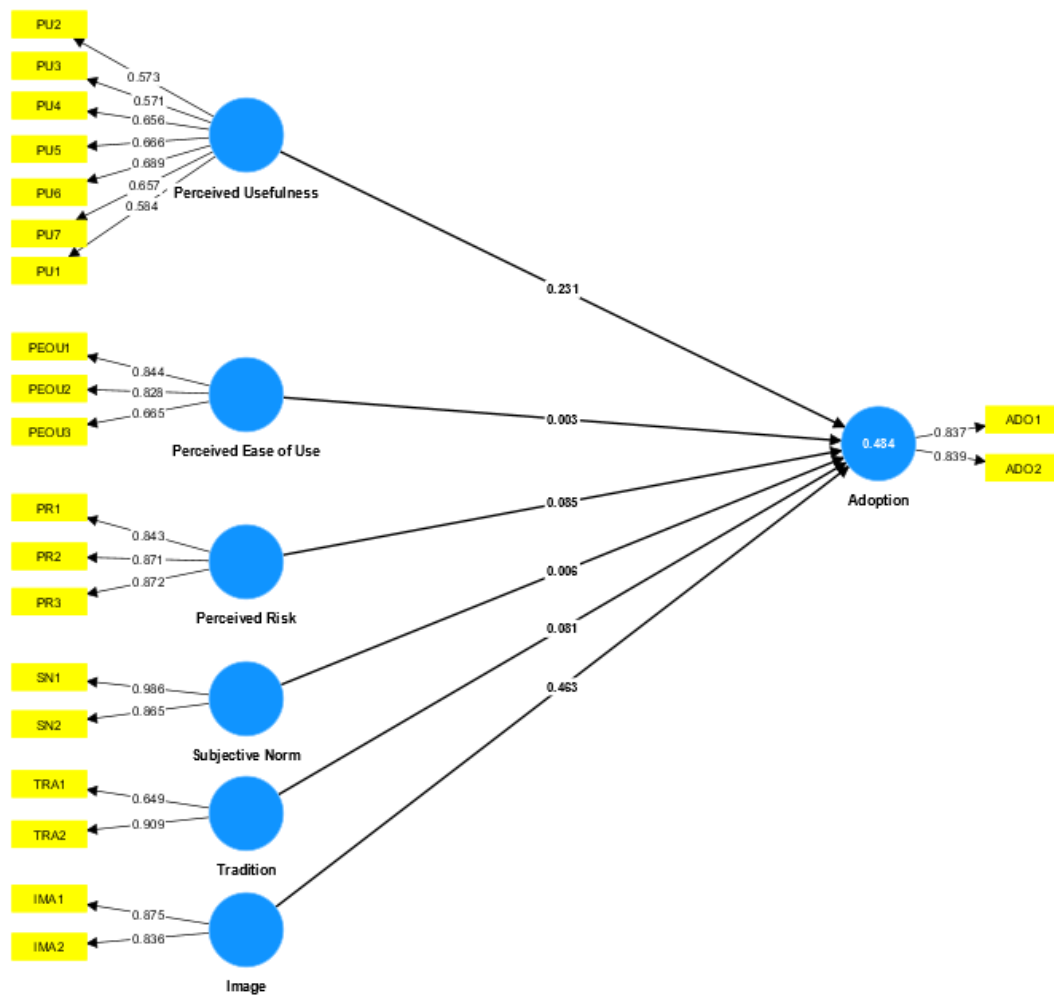 PU2
PU3
PU4
PU5
PU6
PU7
PU1
0.573
0.571
0.656
0.666
0.689
0.657
0.584
Perceived Usefulness
0.231
PEOU1
PEOU2
PEOU3
0.844
0.828
0.665
Perceived Ease of Use
0.003
PR1
PR2
PR3
0.843
0.871
0.872
Perceived Risk
0.085
SN1
SN2
0.986
0.865
Subjective Norm
0.006
TRA1
TRA2
0.649
0.909
Tradition
0.081
IMA1
IMA2
0.875
0.836
Image
0.463
0.484
Adoption
0.837
0.839
ADO1
ADO2